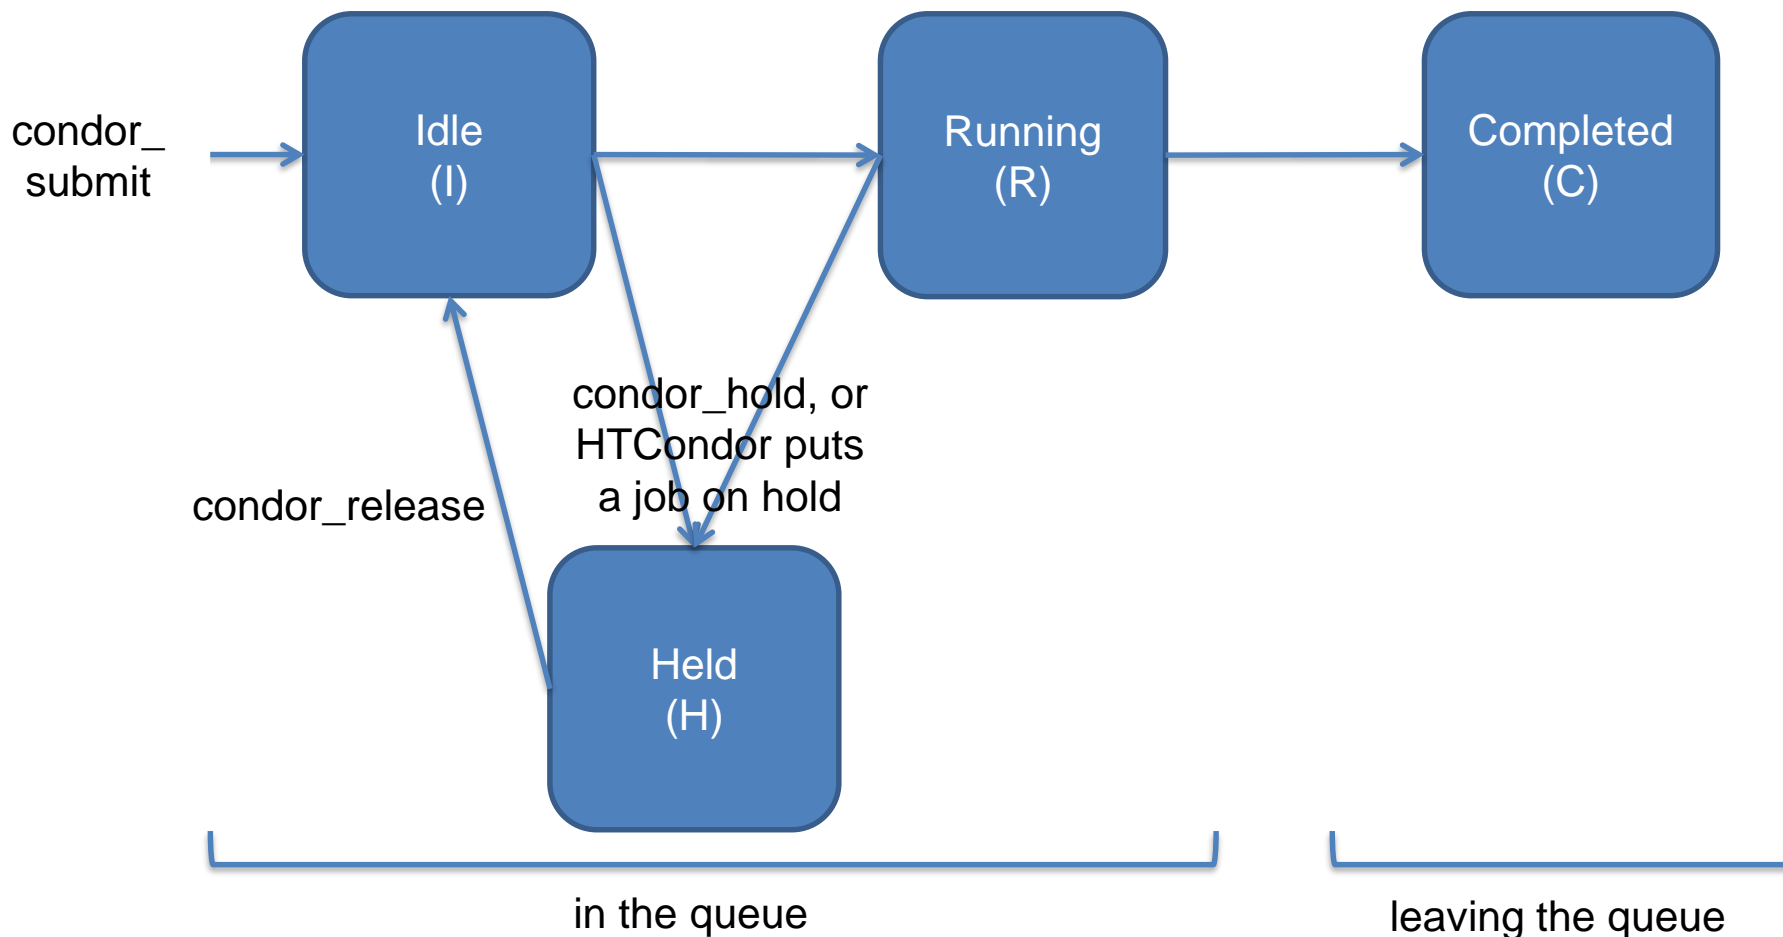 condor_
submit
Idle
(I)
Running
(R)
Completed
(C)
condor_hold, or
HTCondor puts
a job on hold
condor_release
Held
(H)
in the queue
leaving the queue